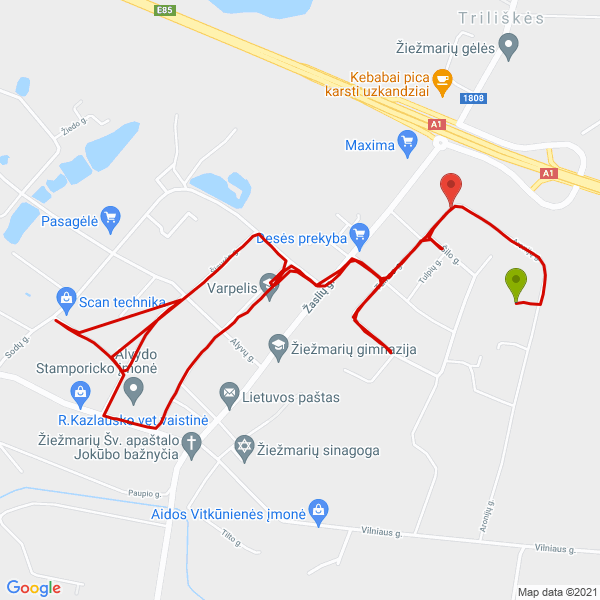 E85
Triliškės
Žiežmarių gėlės
Kebabai pica
karsti uzkandziai
1808
A1
Maxima
Žiedo g.
A1
Pasagėlė
Desės prekyba
Šilo g.
Tulpių g.
Varpelis
Žaslių g.
Scan technika
Sodų g.
Alyvų g.
Žiežmarių gimnazija
Alvydo
Stamporicko įmonė
Lietuvos paštas
R.Kazlausko vet vaistinė
Žiežmarių Šv. apaštalo
Jokūbo bažnyčia
Žiežmarių sinagoga
Paupio g.
Aidos Vitkūnienės įmonė
Aronijų g.
Tilto g.
Vilniaus g.
Vilniaus g.
Google
Map data ©2021